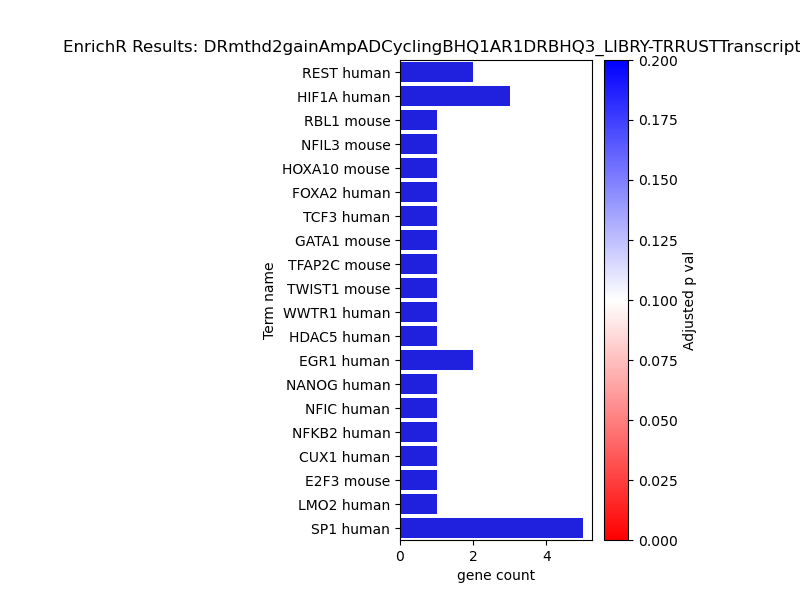 EnrichR Results: DRmthd2gainAmpADCyclingBHQ1AR1DRBHQ3_LIBRY-TRRUSTTranscript
REST human
HIF1A human
RBL1 mouse
NFIL3 mouse
HOXA10 mouse
FOXA2 human
TCF3 human
GATA1 mouse
TFAP2C mouse
TWIST1 mouse
WWTR1 human
HDAC5 human
EGR1 human
NANOG human
NFIC human
NFKB2 human
CUX1 human
E2F3 mouse
LMO2 human
SP1 human
Term name
0 2 4
gene count
0.200
0.175
0.150
0.125
0.100
0.075
0.050
0.025
0.000
Adjusted p val